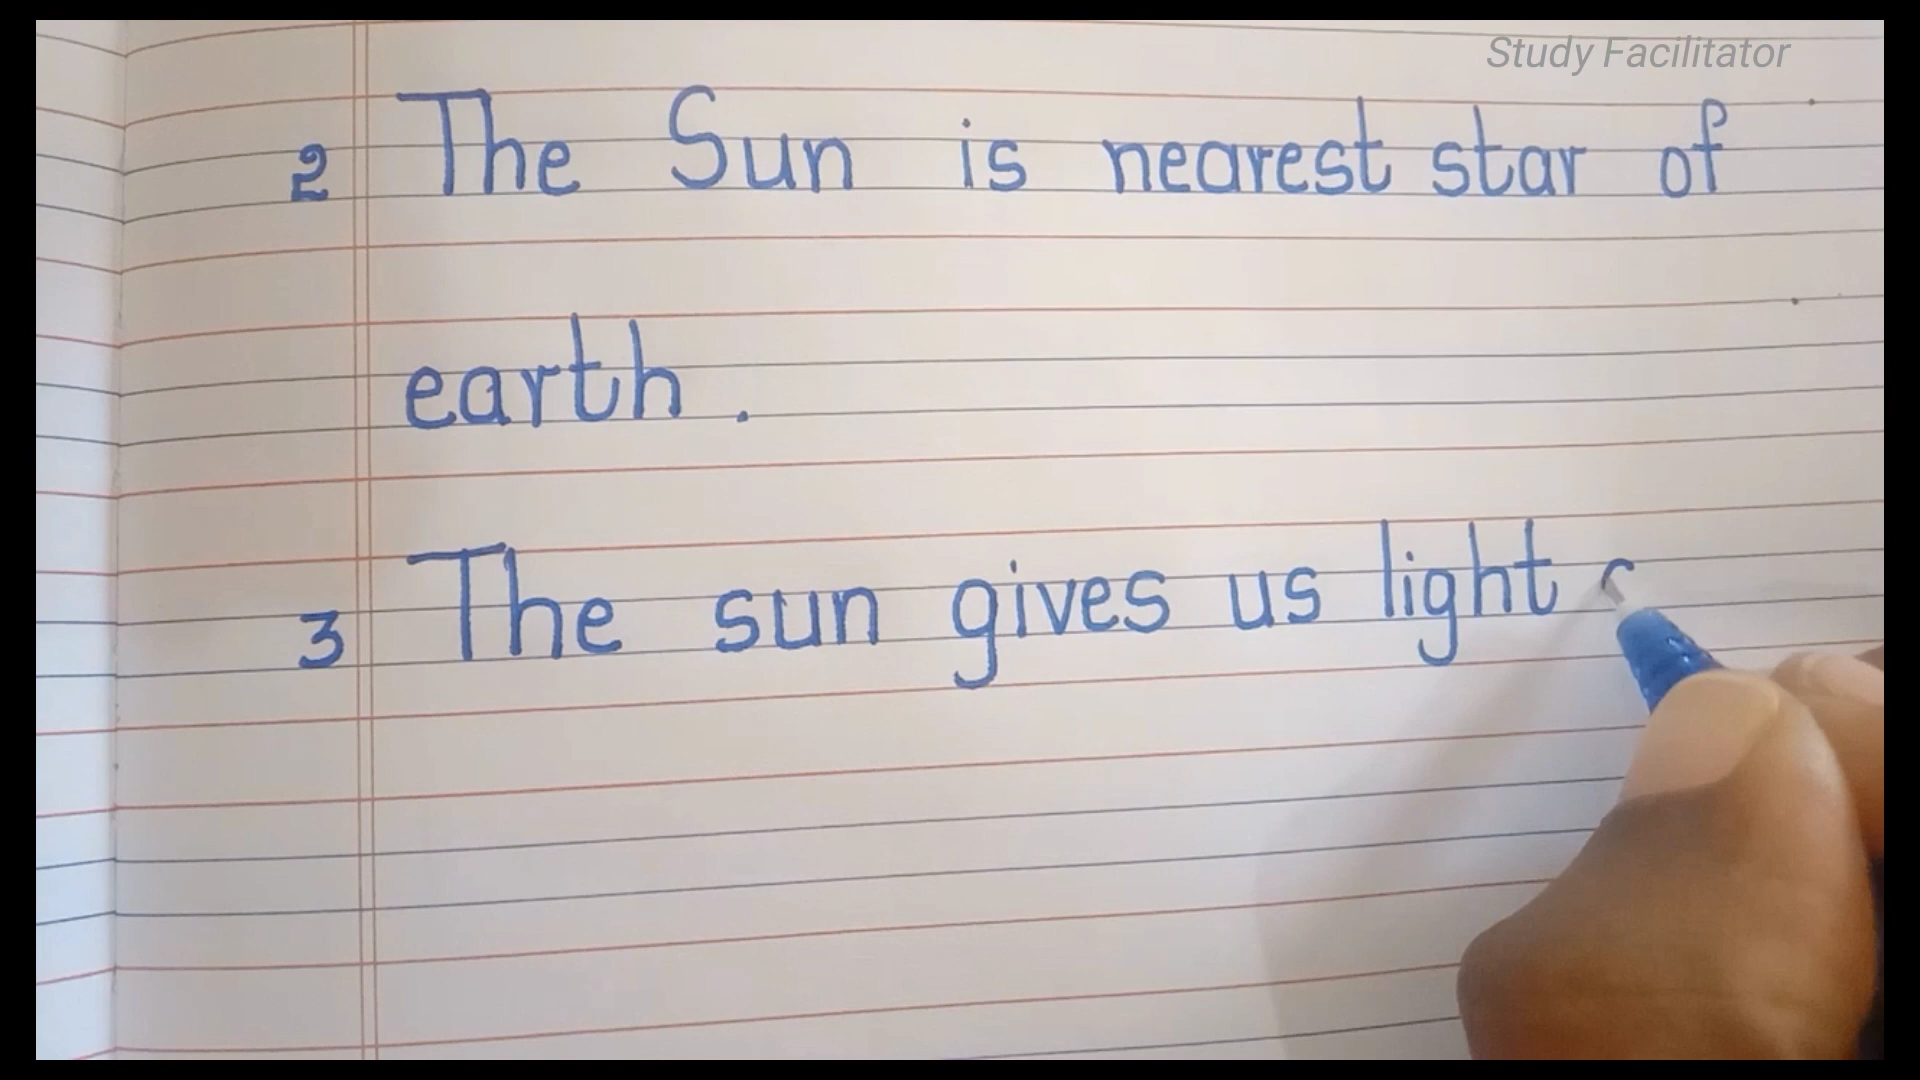 Study Facilitator
2 The Sun is nearest star of
earth .
3 The sun gives us light